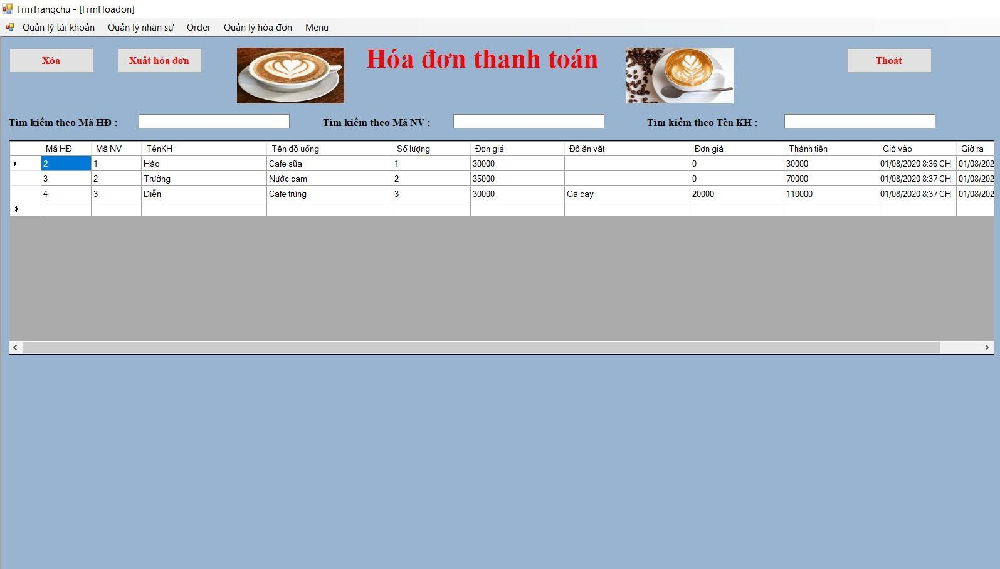 FrmTrangchu - [FrmHoadon]
Quản lý tài khoản Quản lý nhân sự Order Quản lý hóa đơn Menu
Xóa Xuất hóa đơn Hóa đơn thanh toán Thoát
Tìm kiếm theo Mã HĐ : Tìm kiếm theo Mã NV : Tìm kiếm theo Tên KH :
Mã HĐ Mã NV TênKH Tên đồ uống Số lượng Đơn giá Đồ ăn vặt Đơn giá Thành tiền Giờ vào Giờ ra
2 1 Hào Cafe sữa 1 30000 0 30000 01/08/2020 8:36 CH 01/08/202
3 2 Trường Nước cam 2 35000 0 70000 01/08/2020 8:37 CH 01/08/202
4 3 Diễn Cafe trứng 3 30000 Gà cay 20000 110000 01/08/2020 8:37 CH 01/08/202